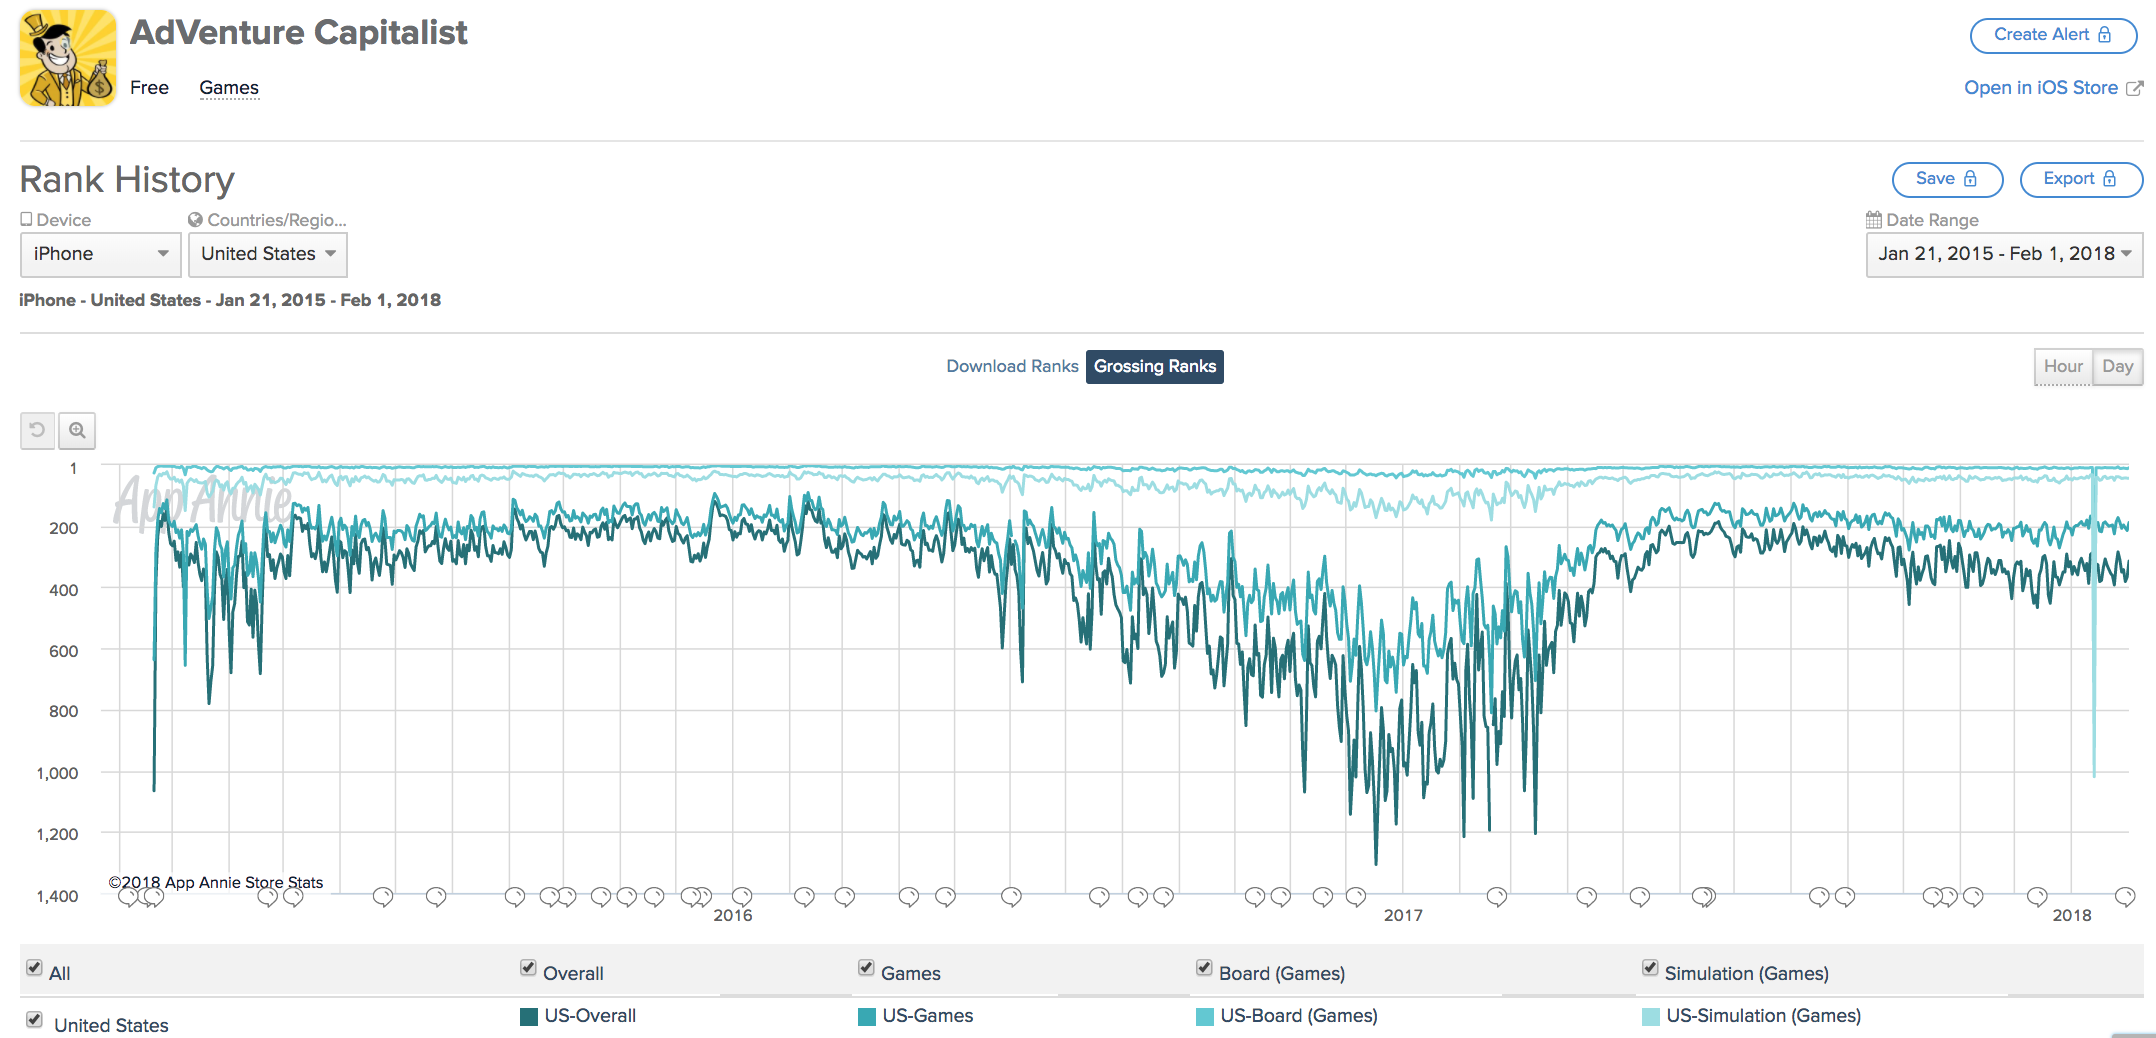 AdVenture Capitalist
Create Alert
Free Games
Open in iOS Store
Rank History
Save Export
Device Countries/Regio... Date Range
iPhone United States Jan 21, 2015 - Feb 1, 2018
iPhone - United States - Jan 21, 2015 - Feb 1, 2018
Download Ranks Grossing Ranks Hour Day
1
App Annie
200
400
600
800
1,000
1,200
©2018 App Annie Store Stats
1,400
2016 2017 2018
All Overall Games Board (Games) Simulation (Games)
United States US-Overall US-Games US-Board (Games) US-Simulation (Games)